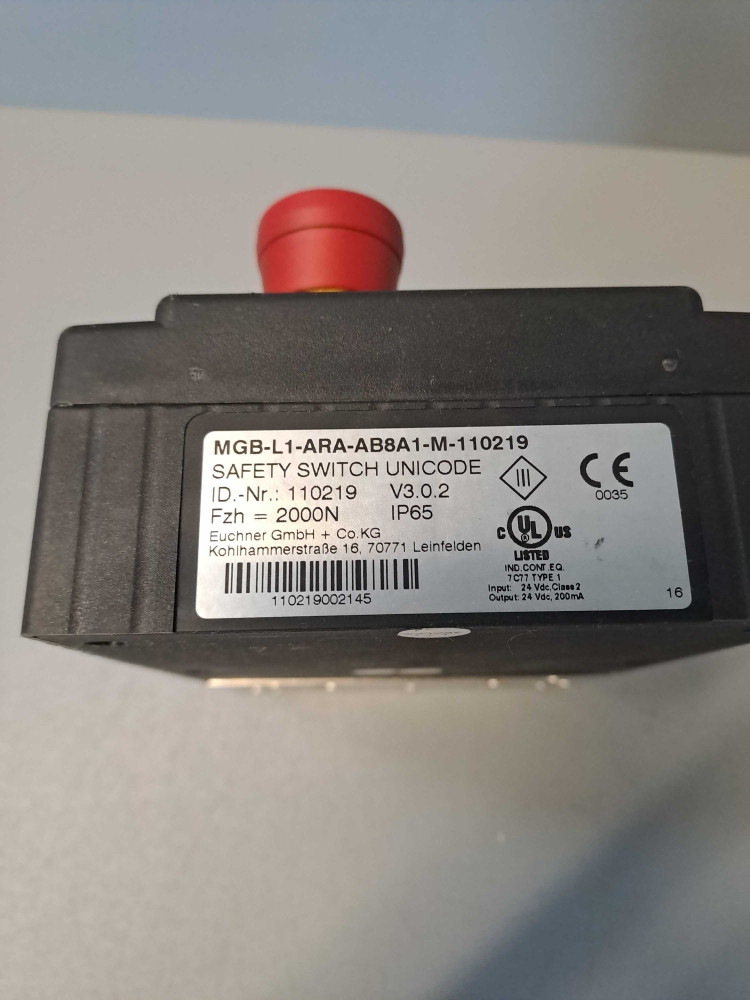 MGB-L1-ARA-AB8A1-M-110219
SAFETY SWITCH UNICODE
ID.-Nr.: 110219 V3.0.2
Fzh = 2000N IP65
Euchner GmbH + Co.KG
Kohlhammerstraße 16, 70771 Leinfelden
110219002145
III
CE
0035
C UL US
LISTED
IND.CONT.EQ.
7C77 TYPE 1
Input: 24 Vdc,Class 2
Output: 24 Vdc, 200mA
16